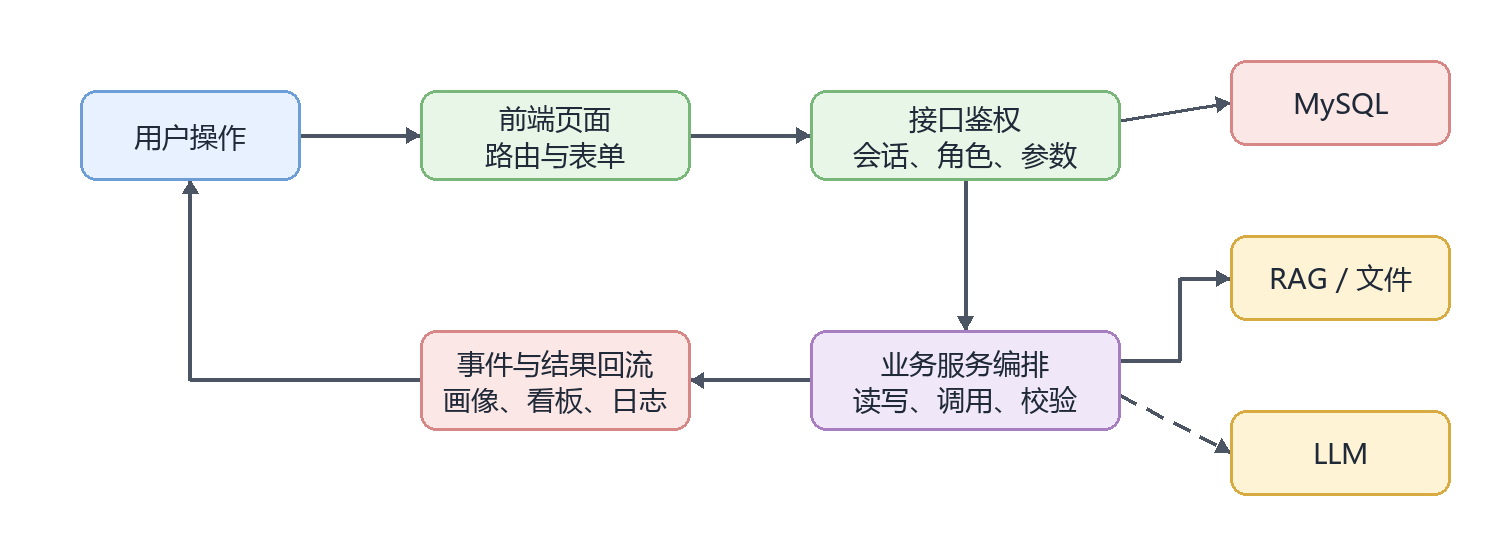 用户操作
前端页面
路由与表单
接口鉴权
会话、角色、参数
MySQL
RAG / 文件
事件与结果回流
画像、看板、日志
业务服务编排
读写、调用、校验
LLM